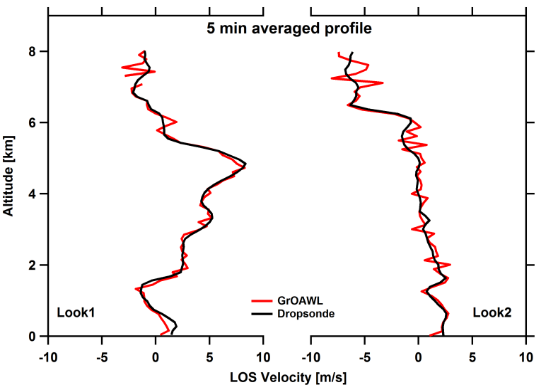 5 min averaged profile
Altitude [km]
8
6
4
2
0
Look1
GrOAWL
Dropsonde
Look2
-10 -5 0 5 10 -10 -5 0 5 10
LOS Velocity [m/s]